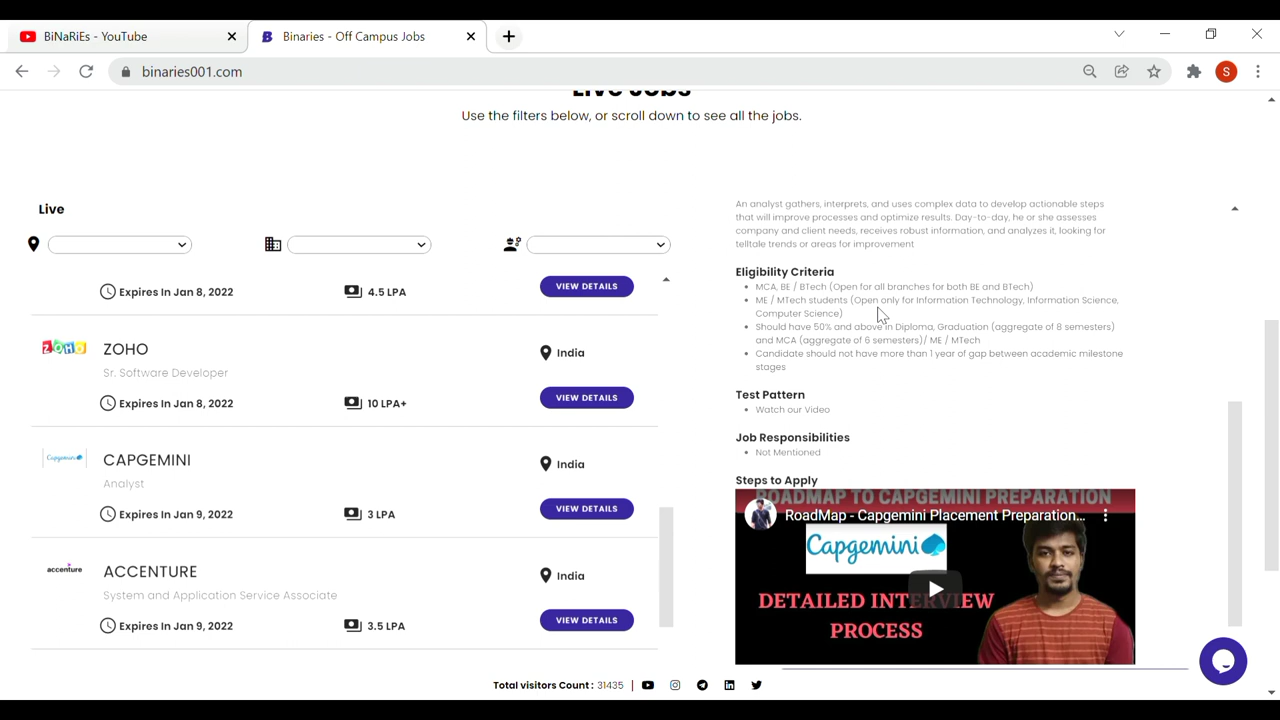 BiNaRiEs - YouTube
Binaries - Off Campus Jobs
binaries001.com
S
Live Jobs
Use the filters below, or scroll down to see all the jobs.
Live
Expires In Jan 8, 2022
4.5 LPA
VIEW DETAILS
ZOHO
ZOHO
India
Sr. Software Developer
Expires In Jan 8, 2022
10 LPA+
VIEW DETAILS
Capgemini
CAPGEMINI
India
Analyst
Expires In Jan 9, 2022
3 LPA
VIEW DETAILS
accenture
ACCENTURE
India
System and Application Service Associate
Expires In Jan 9, 2022
3.5 LPA
VIEW DETAILS
An analyst gathers, interprets, and uses complex data to develop actionable steps
that will improve processes and optimize results. Day-to-day, he or she assesses
company and client needs, receives robust information, and analyzes it, looking for
telltale trends or areas for improvement
Eligibility Criteria
MCA, BE / BTech (Open for all branches for both BE and BTech)
ME / MTech students (Open only for Information Technology, Information Science,
Computer Science)
Should have 50% and above in Diploma, Graduation (aggregate of 8 semesters)
and MCA (aggregate of 6 semesters)/ ME / MTech
Candidate should not have more than 1 year of gap between academic milestone
stages
Test Pattern
Watch our Video
Job Responsibilities
Not Mentioned
Steps to Apply
ROADMAP TO CAPGEMINI PREPARATION
RoadMap - Capgemini Placement Preparation...
Capgemini
DETAILED INTERVIEW
PROCESS
Total visitors Count : 31435 |